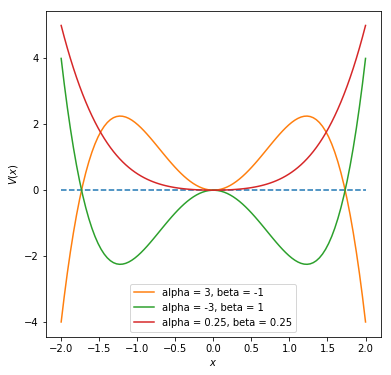 4
2
0
−2
−4
V(x)
−2.0 −1.5 −1.0 −0.5 0.0 0.5 1.0 1.5 2.0
x
alpha = 3, beta = -1
alpha = -3, beta = 1
alpha = 0.25, beta = 0.25